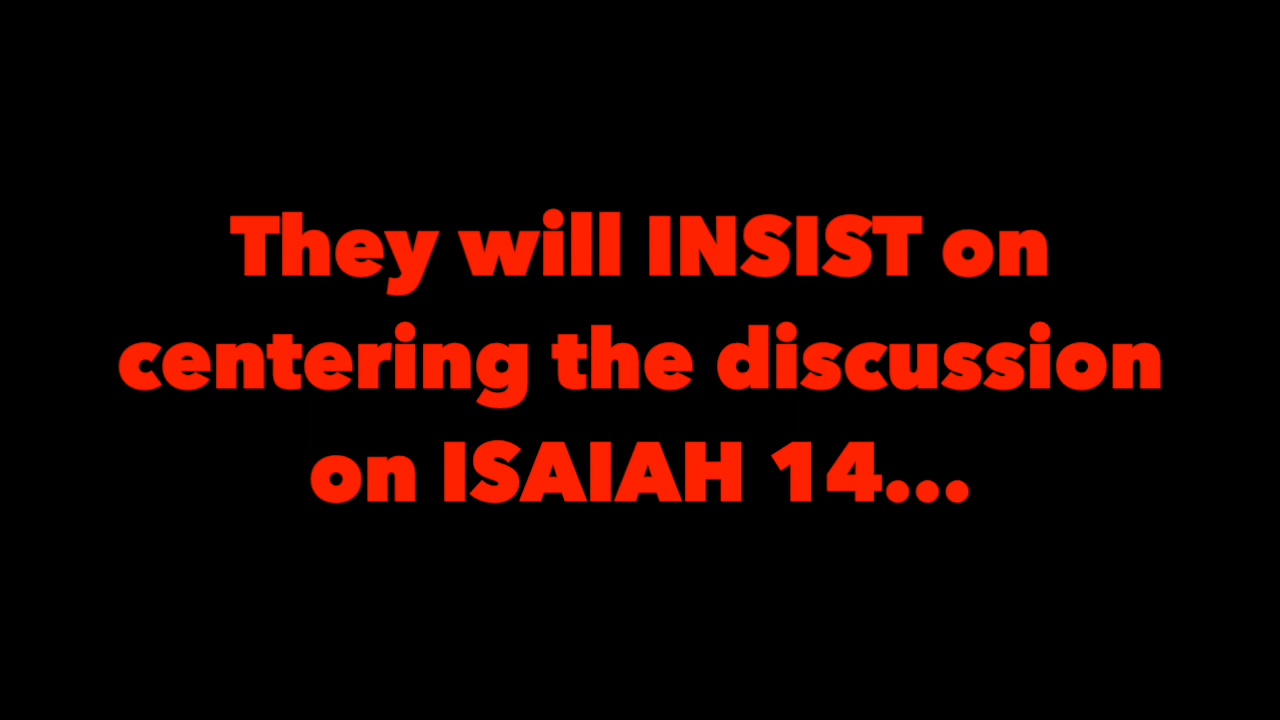 They will INSIST on
centering the discussion
on ISAIAH 14...